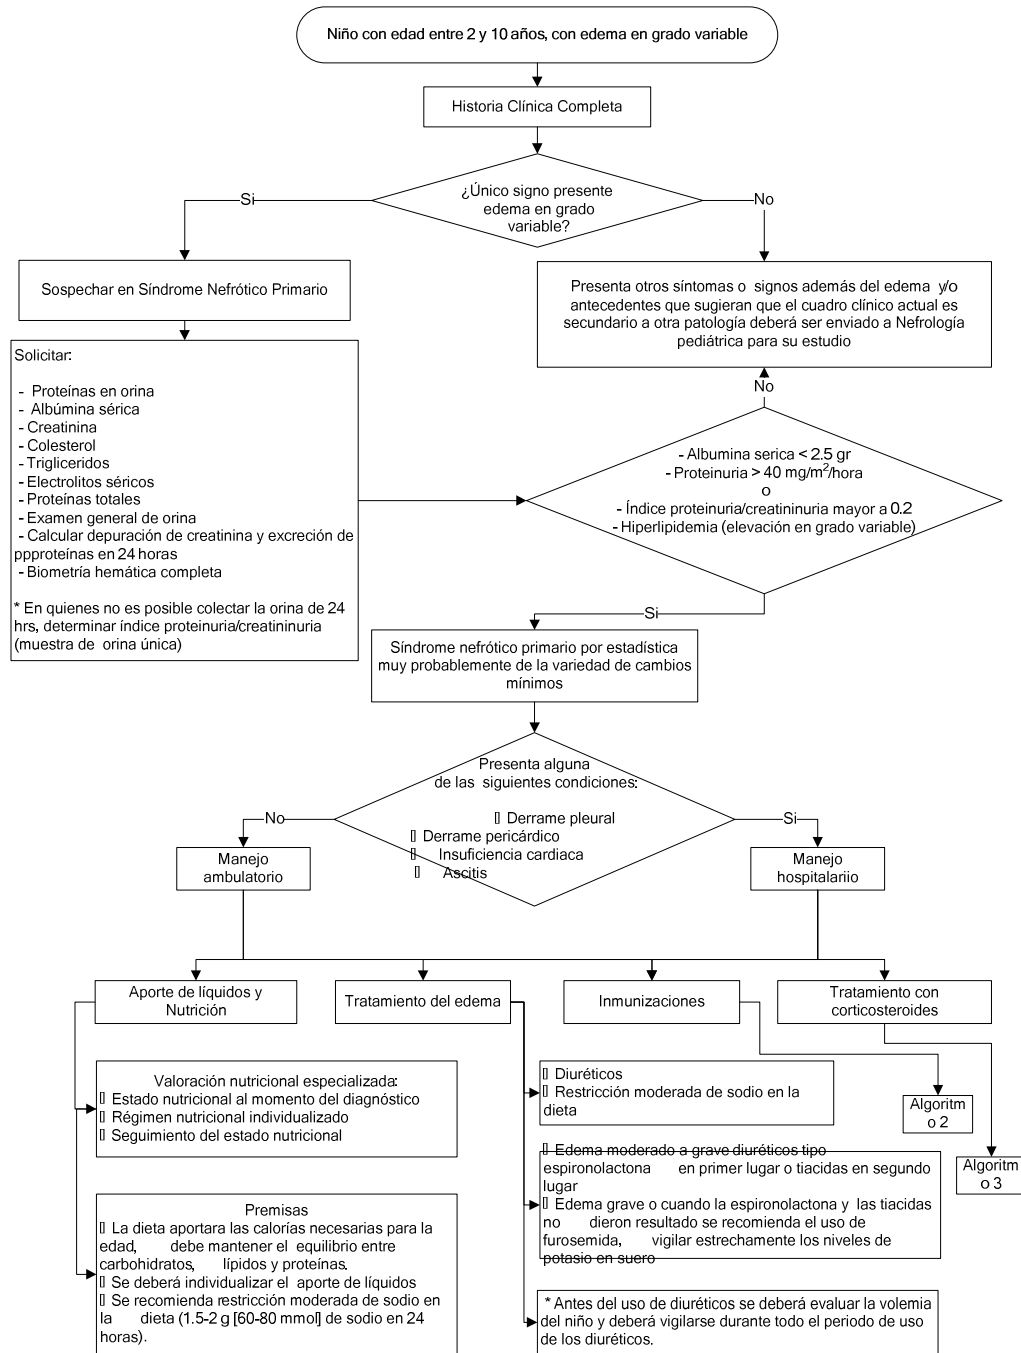 Niño con edad entre 2 y 10 años, con edema en grado variable
Historia Clínica Completa
¿Único signo presente
edema en grado
variable?
Si
No
Sospechar en Síndrome Nefrótico Primario
Presenta otros síntomas o signos además del edema y/o
antecedentes que sugieran que el cuadro clínico actual es
secundario a otra patología deberá ser enviado a Nefrología
pediátrica para su estudio
Solicitar:
- Proteínas en orina
- Albúmina sérica
- Creatinina
- Colesterol
- Trigliceridos
- Electrolitos séricos
- Proteínas totales
- Examen general de orina
- Calcular depuración de creatinina y excreción de
ppproteínas en 24 horas
- Biometría hemática completa
* En quienes no es posible colectar la orina de 24
hrs, determinar índice proteinuria/creatininuria
(muestra de orina única)
No
- Albumina serica < 2.5 gr
- Proteinuria > 40 mg/m²/hora
o
- Índice proteinuria/creatininuria mayor a 0.2
- Hiperlipidemia (elevación en grado variable)
Si
Síndrome nefrótico primario por estadística
muy probablemente de la variedad de cambios
mínimos
Presenta alguna
de las siguientes condiciones:
▯ Derrame pleural
▯ Derrame pericárdico
▯ Insuficiencia cardiaca
▯ Ascitis
No
Si
Manejo
ambulatorio
Manejo
hospitalariio
Aporte de líquidos y
Nutrición
Tratamiento del edema
Inmunizaciones
Tratamiento con
corticosteroides
Valoración nutricional especializada:
▯ Estado nutricional al momento del diagnóstico
▯ Régimen nutricional individualizado
▯ Seguimiento del estado nutricional
▯ Diuréticos
▯ Restricción moderada de sodio en la
dieta
Algoritm
o 2
Algoritm
o 3
▯ Edema moderado a grave diuréticos tipo
espironolactona en primer lugar o tiacidas en segundo
lugar
▯ Edema grave o cuando la espironolactona y las tiacidas
no dieron resultado se recomienda el uso de
furosemida, vigilar estrechamente los niveles de
potasio en suero
Premisas
▯ La dieta aportara las calorías necesarias para la
edad, debe mantener el equilibrio entre
carbohidratos, lípidos y proteínas.
▯ Se deberá individualizar el aporte de líquidos
▯ Se recomienda restricción moderada de sodio en
la dieta (1.5-2 g [60-80 mmol] de sodio en 24
horas).
* Antes del uso de diuréticos se deberá evaluar la volemia
del niño y deberá vigilarse durante todo el periodo de uso
de los diuréticos.